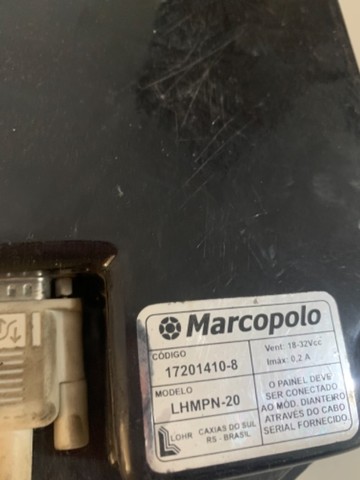 Marcopolo
CÓDIGO
17201410-8
Vent: 18-32Vcc
Imáx: 0,2 A
MODELO
LHMPN-20
LOHR
CAXIAS DO SUL
RS - BRASIL
O PAINEL DEVE
SER CONECTADO
AO MÓD. DIANTEIRO
ATRAVÉS DO CABO
SERIAL FORNECIDO.